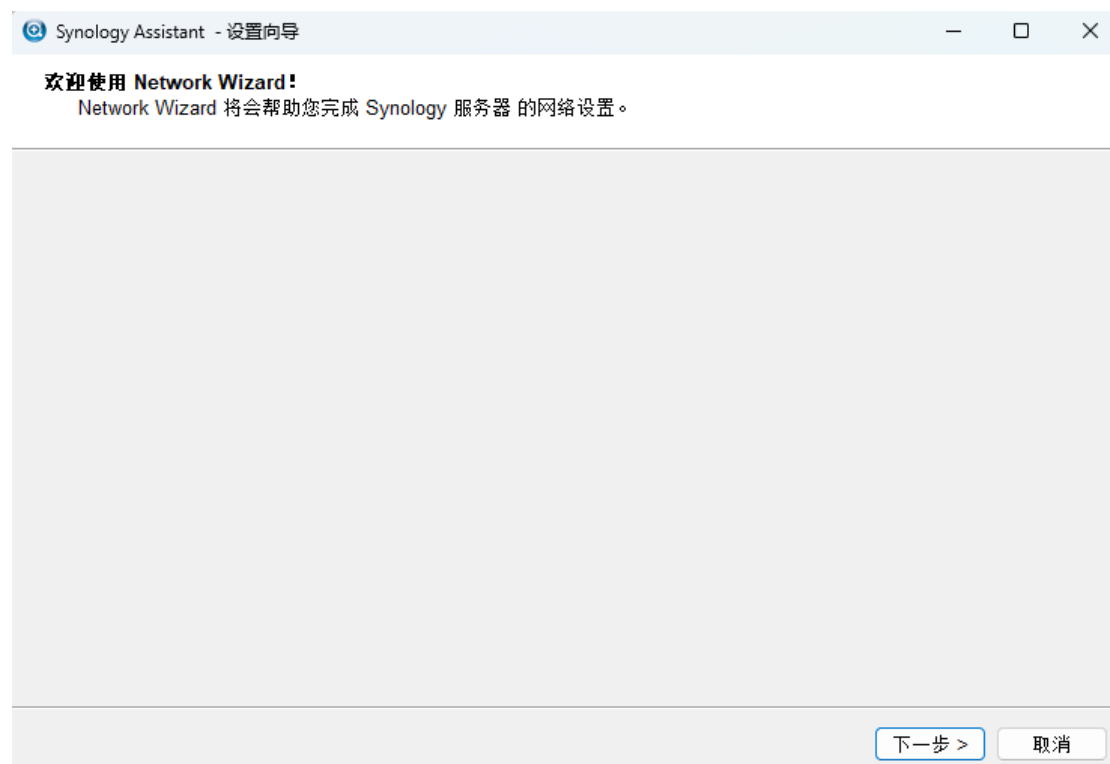 Synology Assistant - 设置向导
欢迎使用 Network Wizard!
Network Wizard 将会帮助您完成 Synology 服务器 的网络设置。
下一步 >
取消